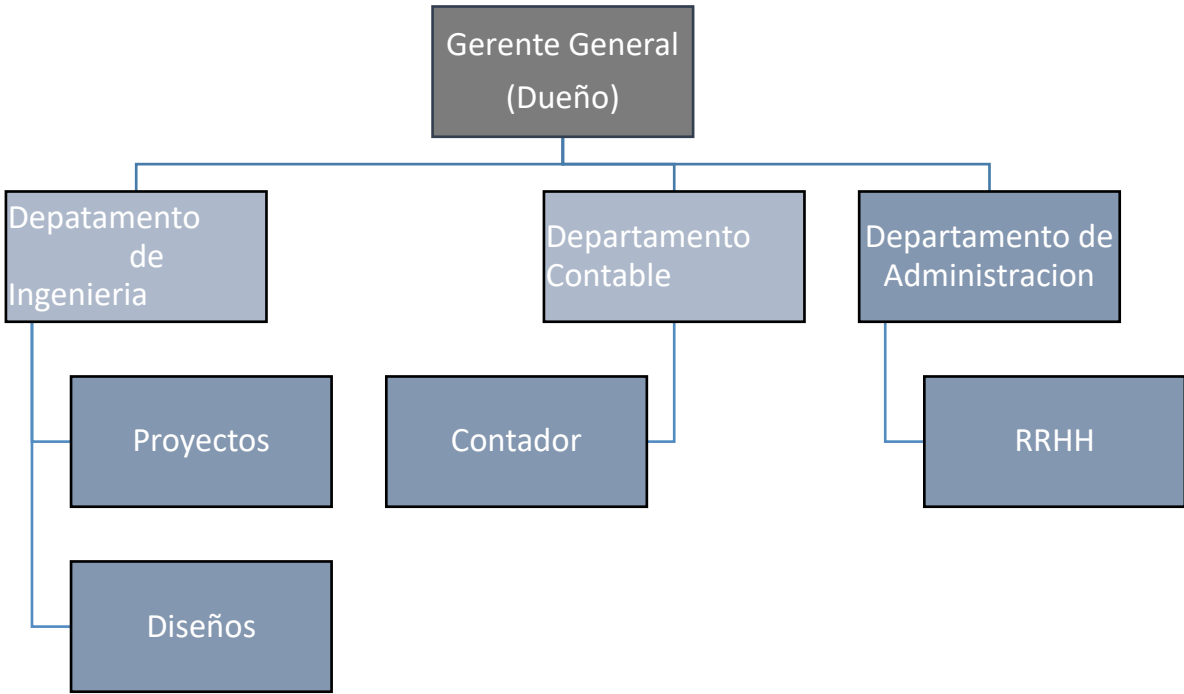 Gerente General
(Dueño)
Depatamento
de
Ingenieria
Departamento
Contable
Departamento de
Administracion
Proyectos
Contador
RRHH
Diseños